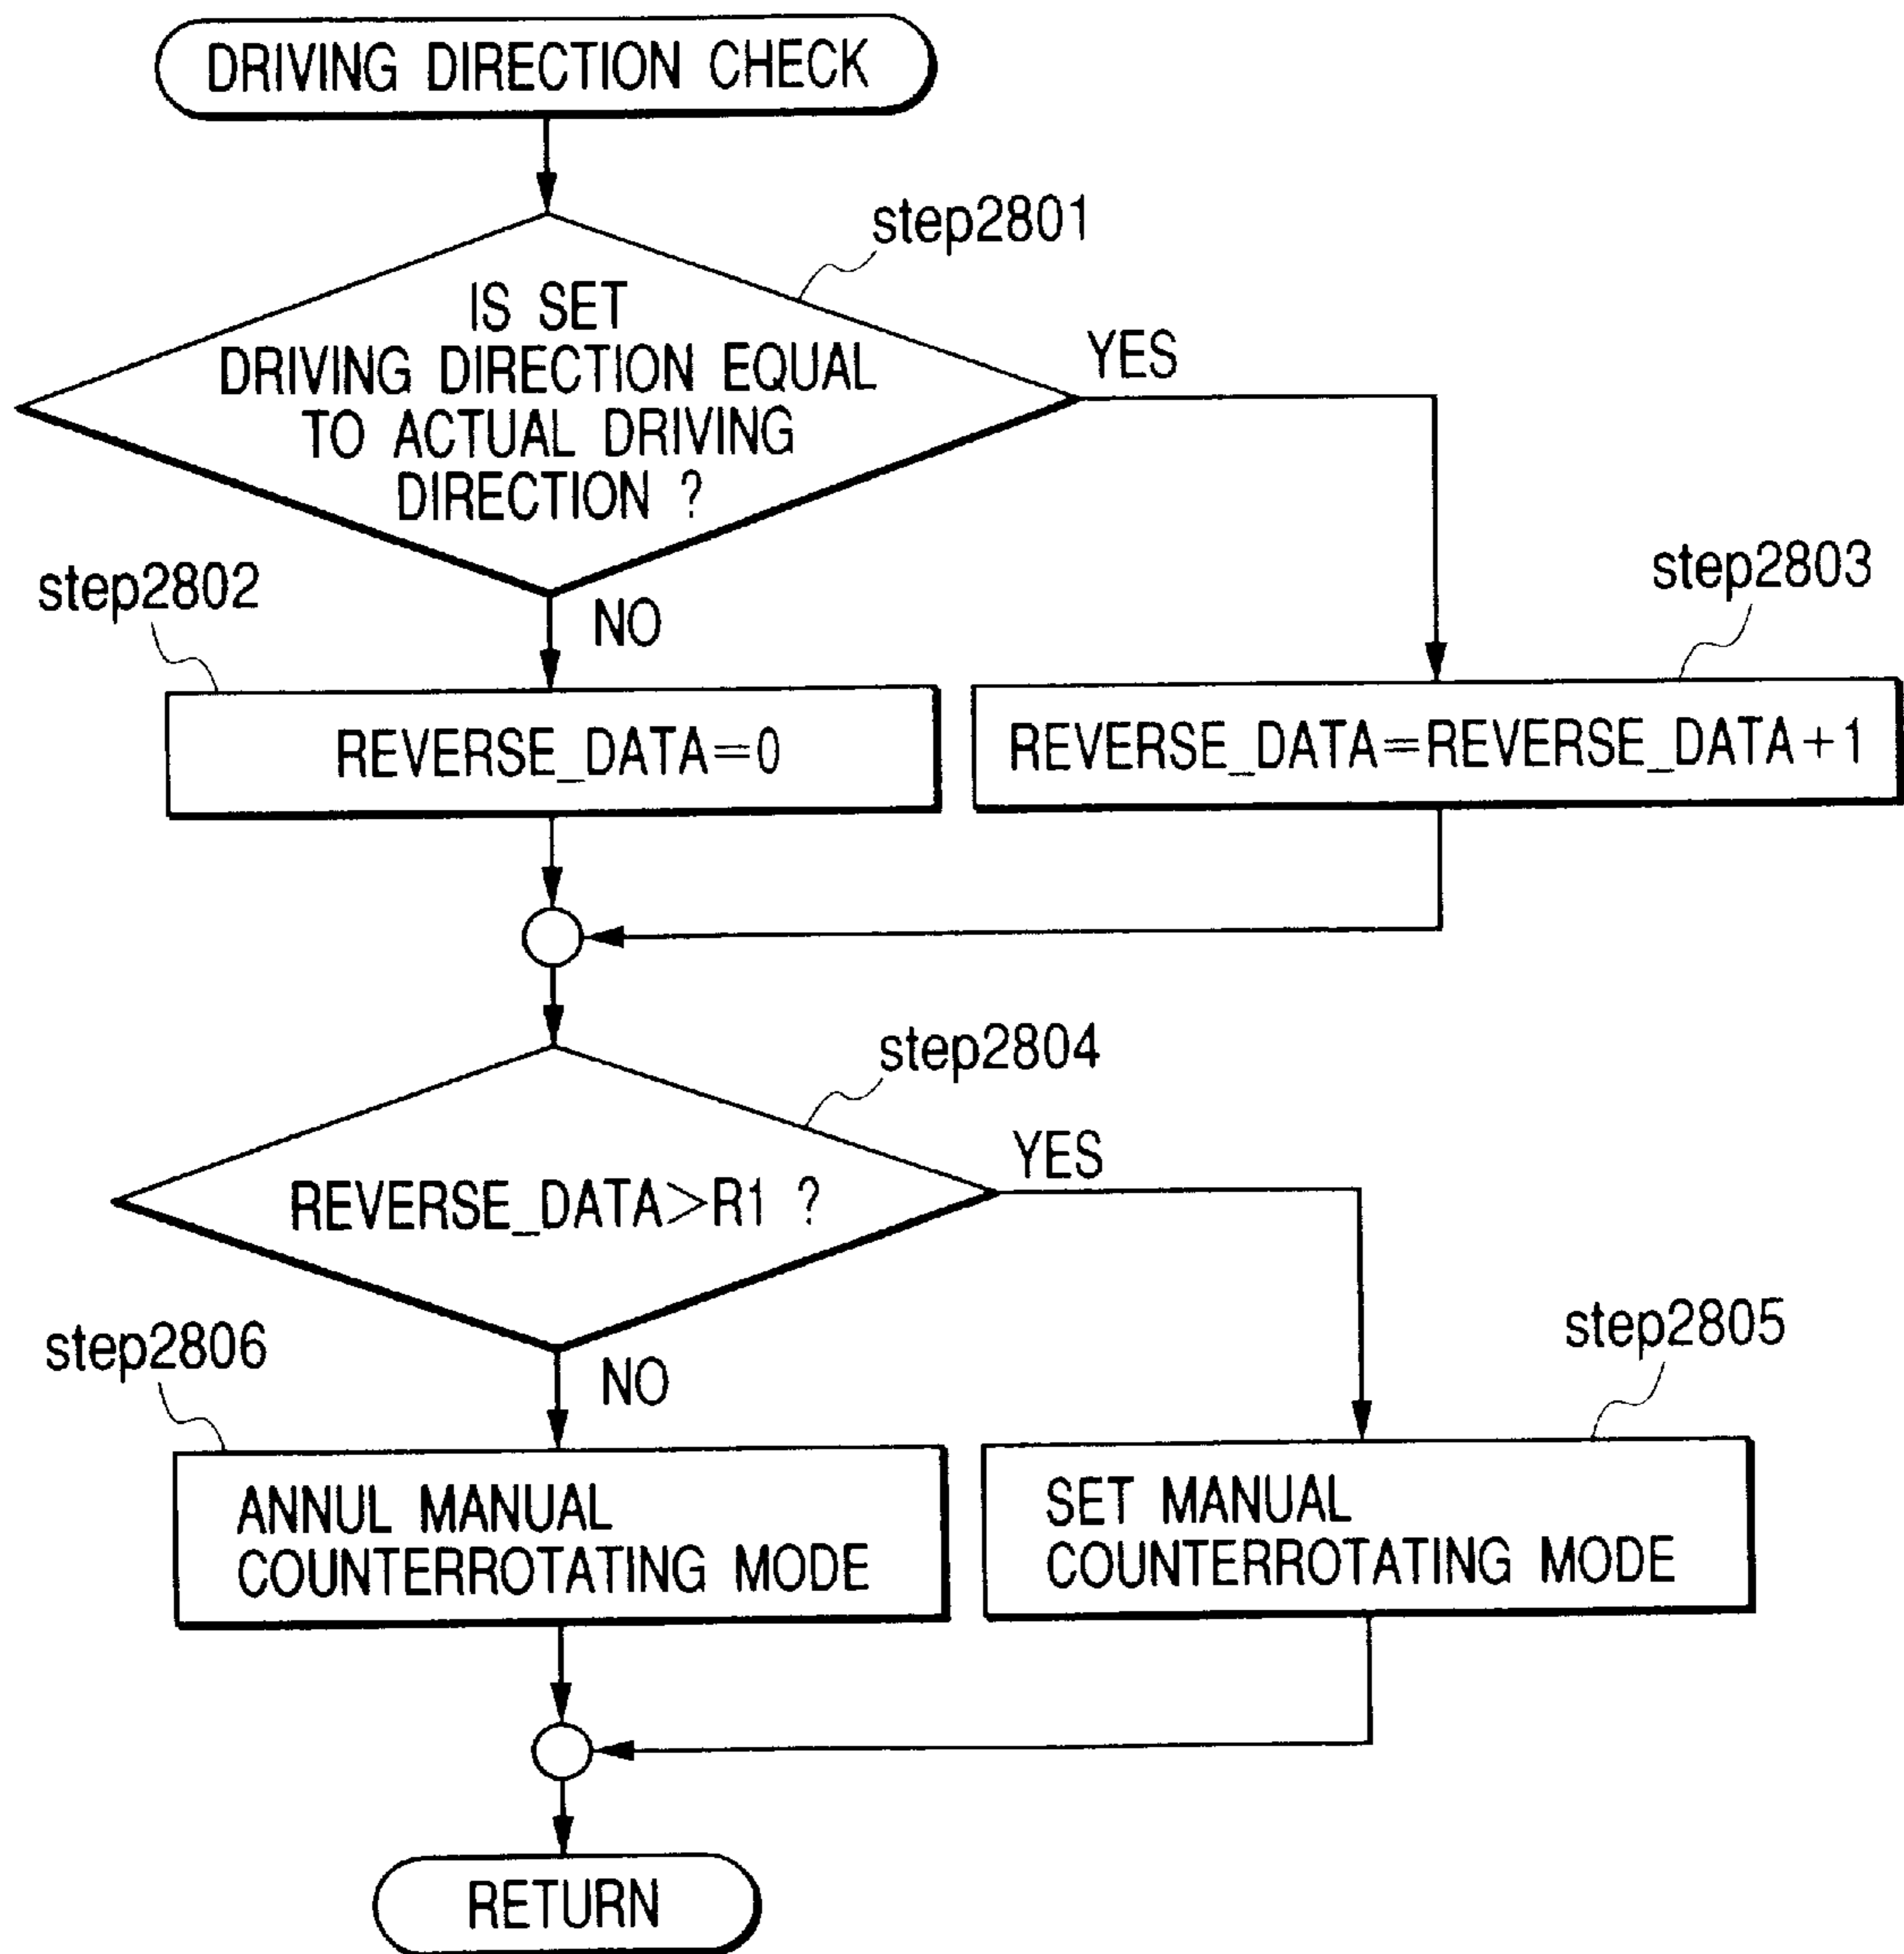 DRIVING DIRECTION CHECK
step2801
IS SET
DRIVING DIRECTION EQUAL
TO ACTUAL DRIVING
DIRECTION ?
YES
NO
step2802
REVERSE_DATA=0
step2803
REVERSE_DATA=REVERSE_DATA+1
step2804
REVERSE_DATA>R1 ?
YES
NO
step2806
ANNUL MANUAL
COUNTERROTATING MODE
step2805
SET MANUAL
COUNTERROTATING MODE
RETURN